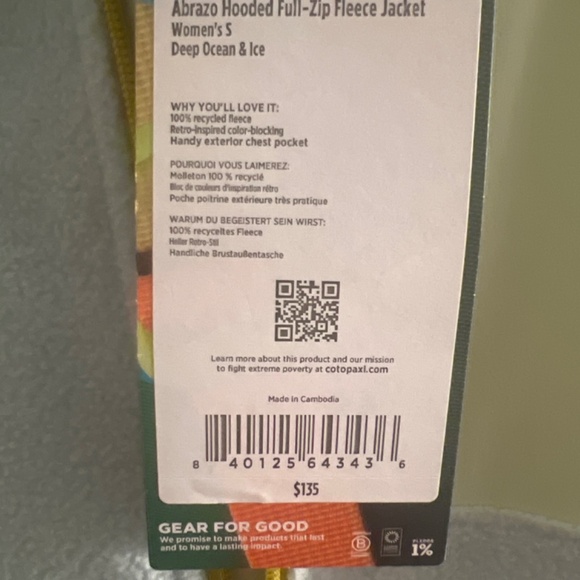 Abrazo Hooded Full-Zip Fleece Jacket
Women's S
Deep Ocean & Ice
WHY YOU'LL LOVE IT:
100% recycled fleece
Retro-inspired color-blocking
Handy exterior chest pocket
POURQUOI VOUS L'AIMEREZ:
Molleton 100 % recyclé
Bloc de couleurs d'inspiration rétro
Poche poitrine extérieure très pratique
WARUM DU BEGEISTERT SEIN WIRST:
100% recyceltes Fleece
Heller Retro-Stil
Handliche Brustaußentasche
Learn more about this product and our mission
to fight extreme poverty at cotopaxi.com
Made in Cambodia
8 40125 64343 6
$135
GEAR FOR GOOD
We promise to make products that last
and to have a lasting impact.
B
1%